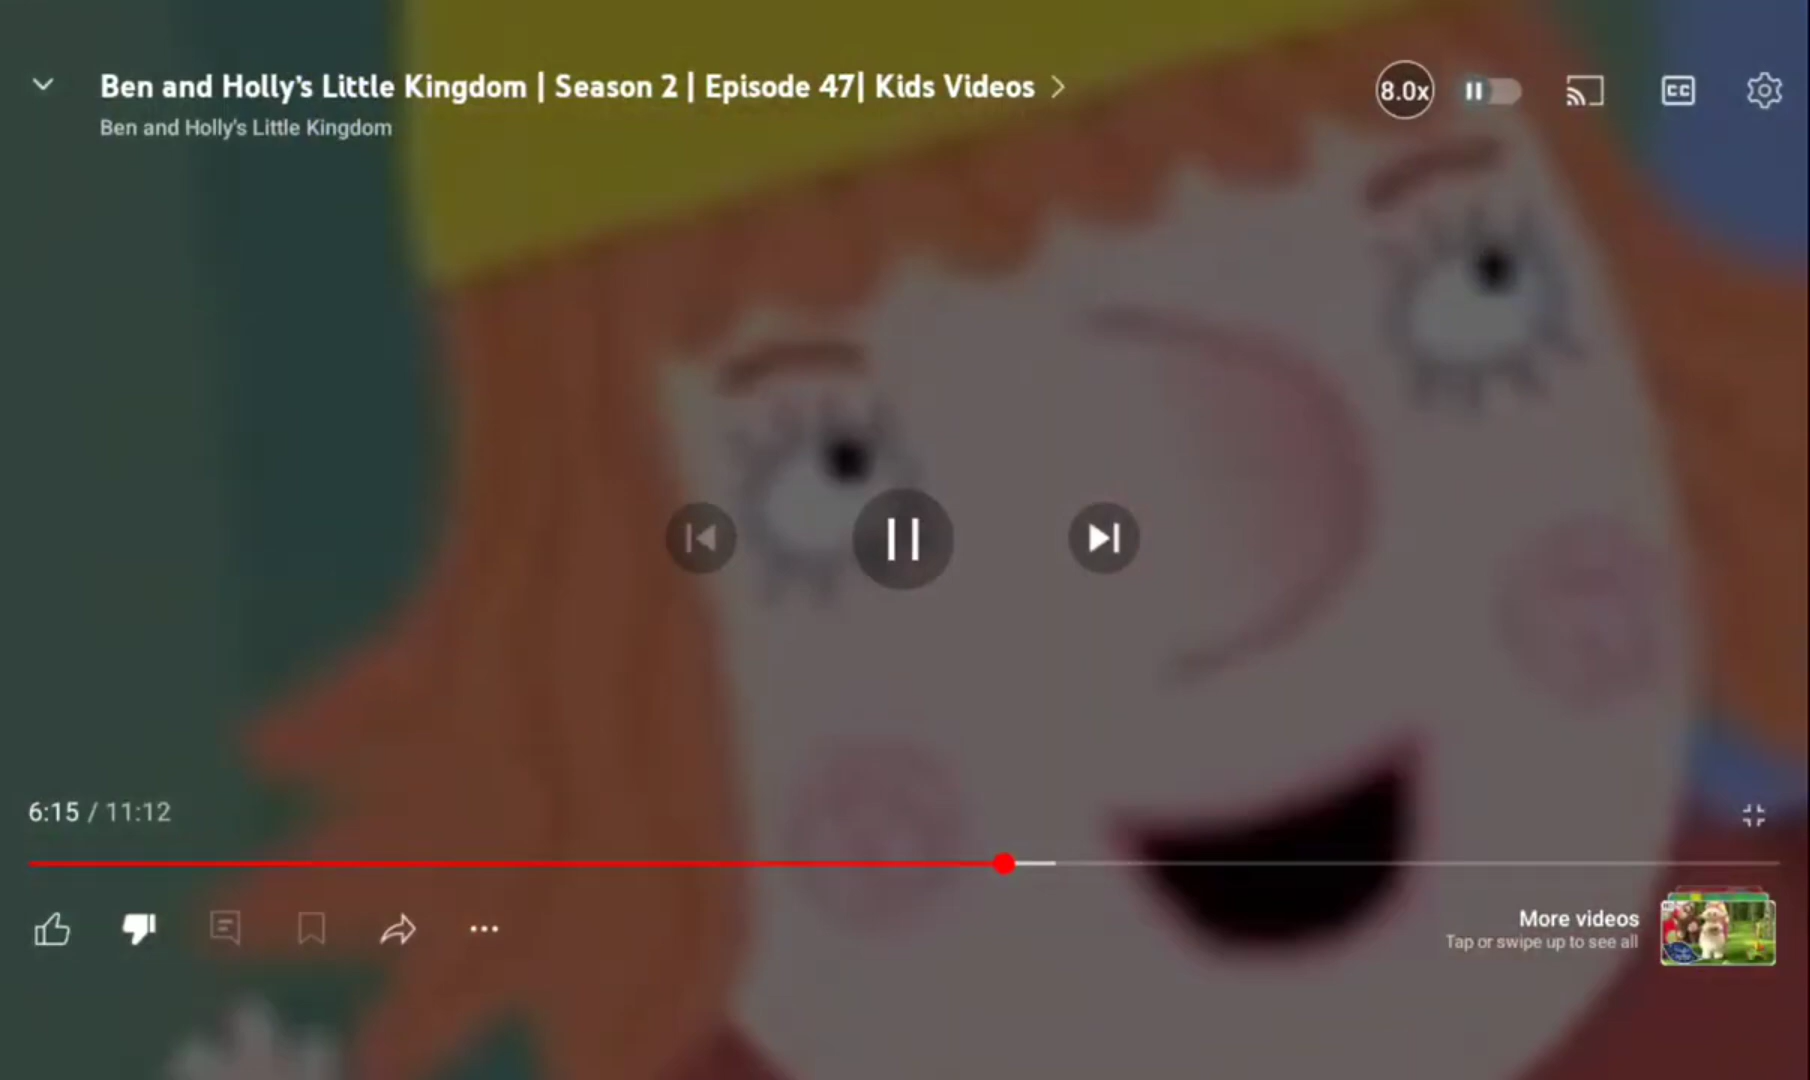 Ben and Holly's Little Kingdom | Season 2 | Episode 47| Kids Videos
Ben and Holly's Little Kingdom
8.0x
CC
6:15 / 11:12
More videos
Tap or swipe up to see all